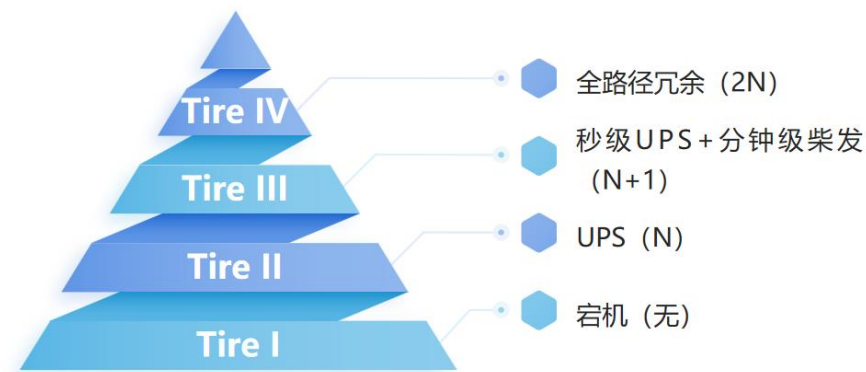 Tire IV
全路径冗余（2N）
Tire III
秒级UPS+分钟级柴发
（N+1）
Tire II
UPS（N）
Tire I
宕机（无）